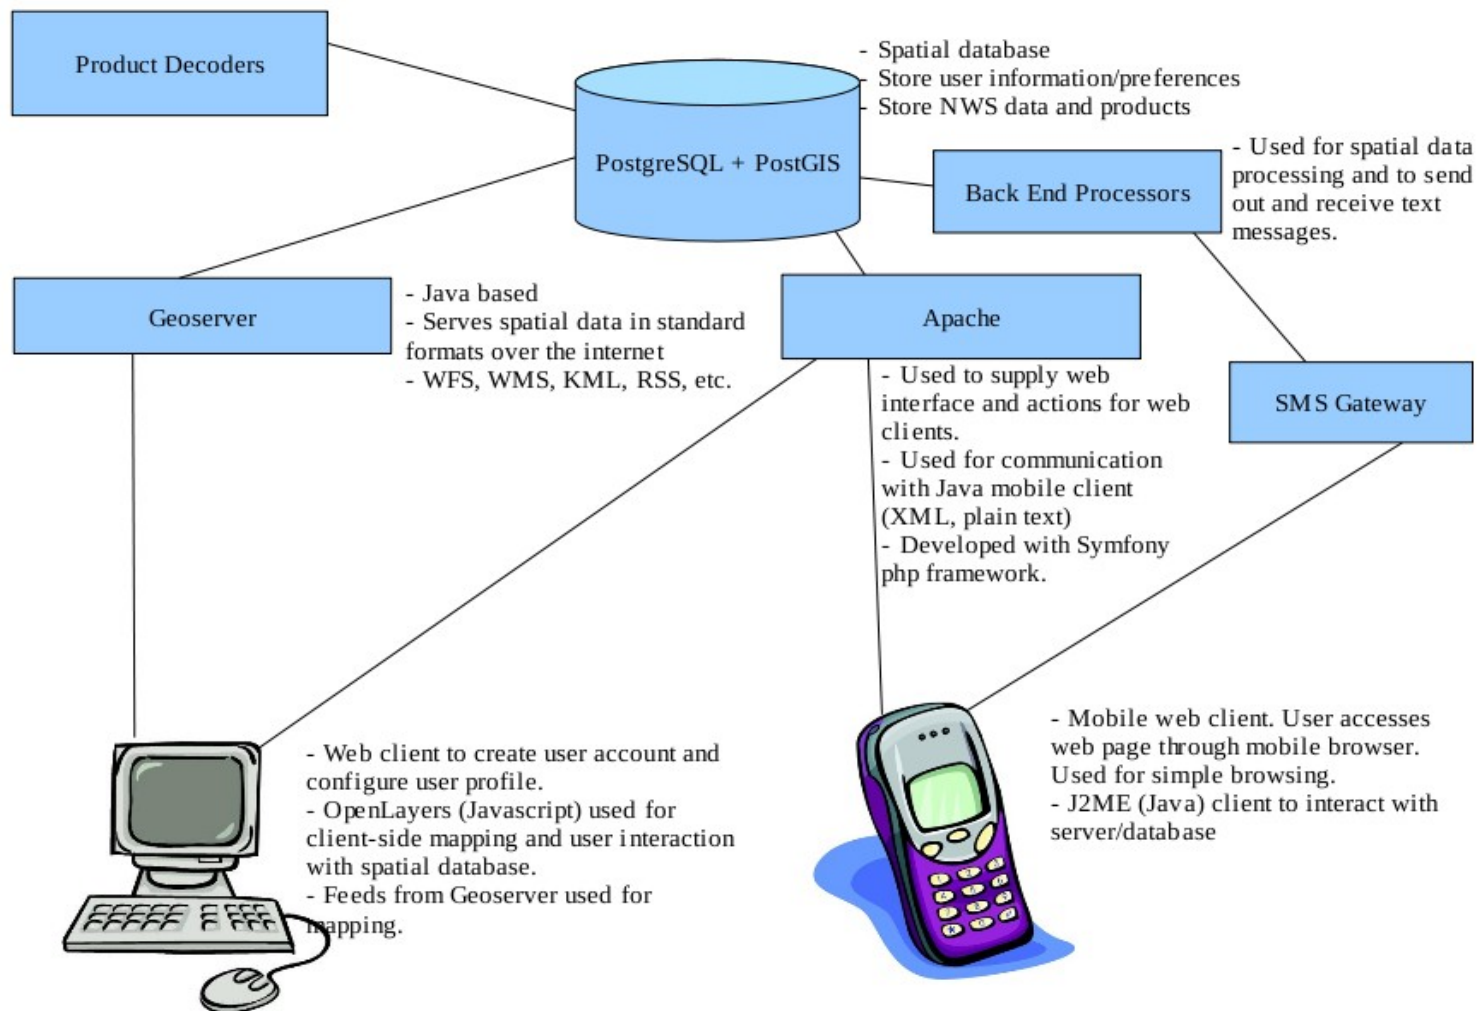 Product Decoders
- Spatial database
- Store user information/preferences
- Store NWS data and products
PostgreSQL + PostGIS
Back End Processors
- Used for spatial data
processing and to send
out and receive text
messages.
Geoserver
- Java based
- Serves spatial data in standard
formats over the internet
- WFS, WMS, KML, RSS, etc.
Apache
- Used to supply web
interface and actions for web
clients.
- Used for communication
with Java mobile client
(XML, plain text)
- Developed with Symfony
php framework.
SMS Gateway
- Web client to create user account and
configure user profile.
- OpenLayers (Javascript) used for
client-side mapping and user interaction
with spatial database.
- Feeds from Geoserver used for
mapping.
- Mobile web client. User accesses
web page through mobile browser.
Used for simple browsing.
- J2ME (Java) client to interact with
server/database